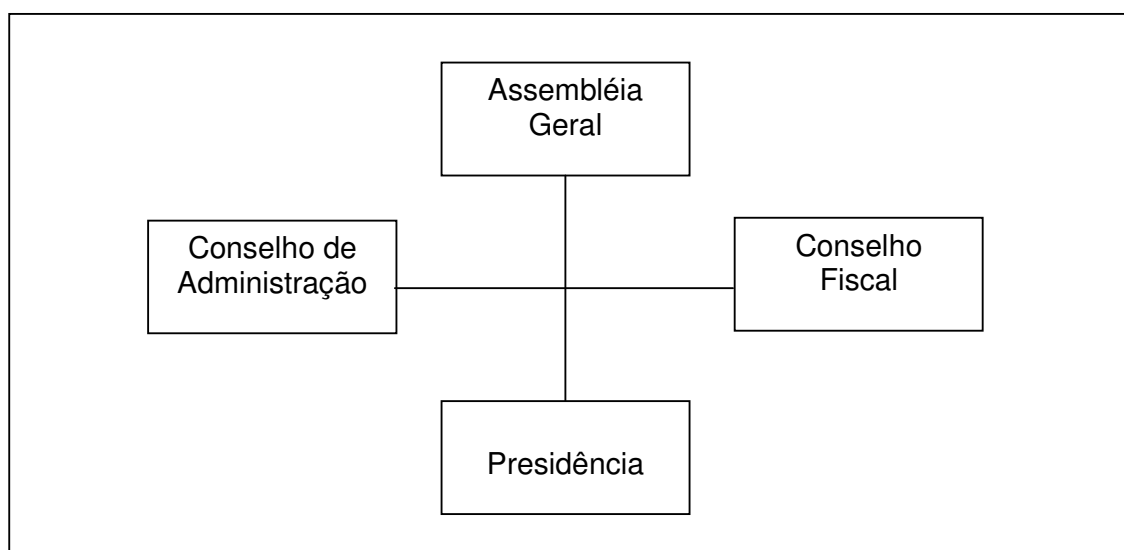 Assembléia
Geral
Conselho de
Administração
Conselho
Fiscal
Presidência